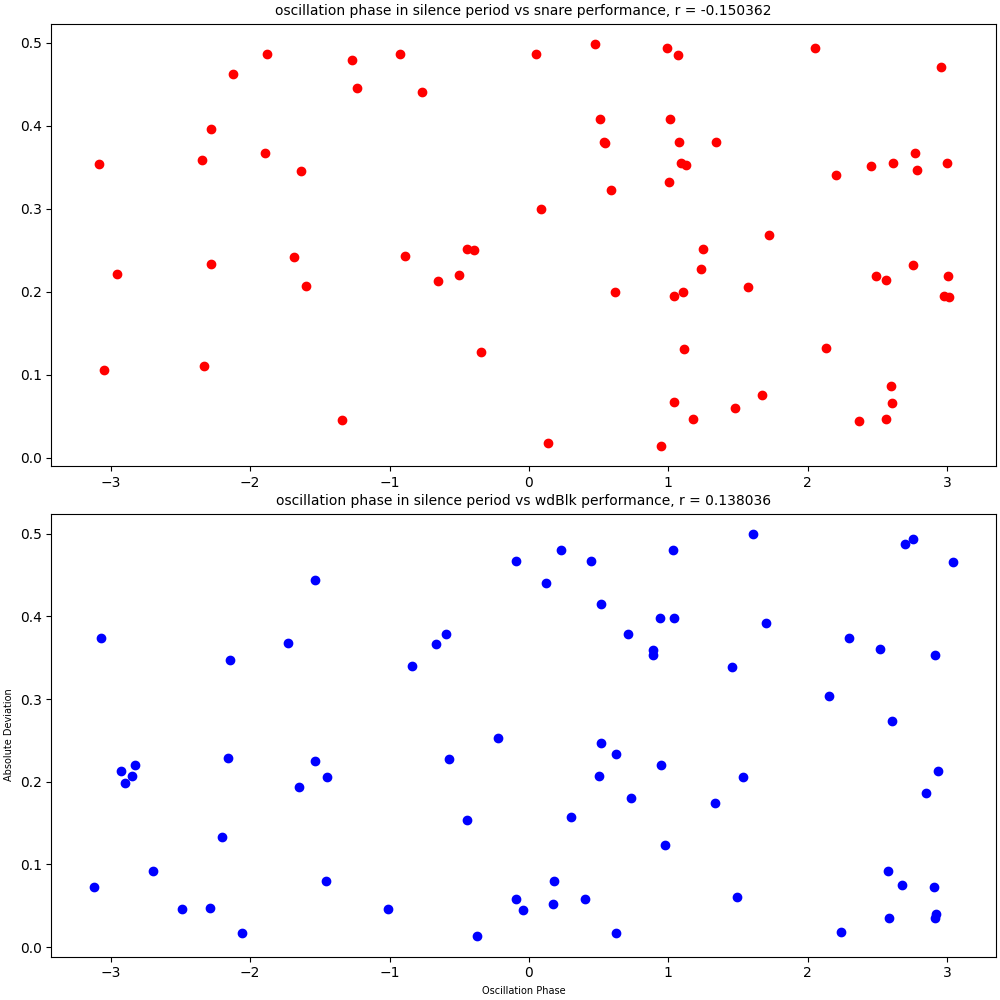 oscillation phase in silence period vs snare performance, r = -0.150362
0.5
0.4
0.3
0.2
0.1
0.0
−3 −2 −1 0 1 2 3
oscillation phase in silence period vs wdBlk performance, r = 0.138036
0.5
0.4
0.3
0.2
0.1
0.0
Absolute Deviation
−3 −2 −1 0 1 2 3
Oscillation Phase